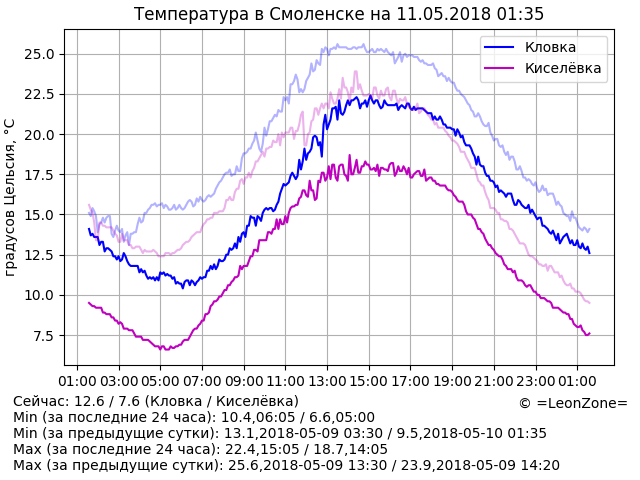 Температура в Смоленске на 11.05.2018 01:35
градусов Цельсия, °C
25.0
22.5
20.0
17.5
15.0
12.5
10.0
7.5
Кловка
Киселёвка
01:00 03:00 05:00 07:00 09:00 11:00 13:00 15:00 17:00 19:00 21:00 23:00 01:00
Сейчас: 12.6 / 7.6 (Кловка / Киселёвка)
© =LeonZone=
Min (за последние 24 часа): 10.4,06:05 / 6.6,05:00
Min (за предыдущие сутки): 13.1,2018-05-09 03:30 / 9.5,2018-05-10 01:35
Max (за последние 24 часа): 22.4,15:05 / 18.7,14:05
Max (за предыдущие сутки): 25.6,2018-05-09 13:30 / 23.9,2018-05-09 14:20